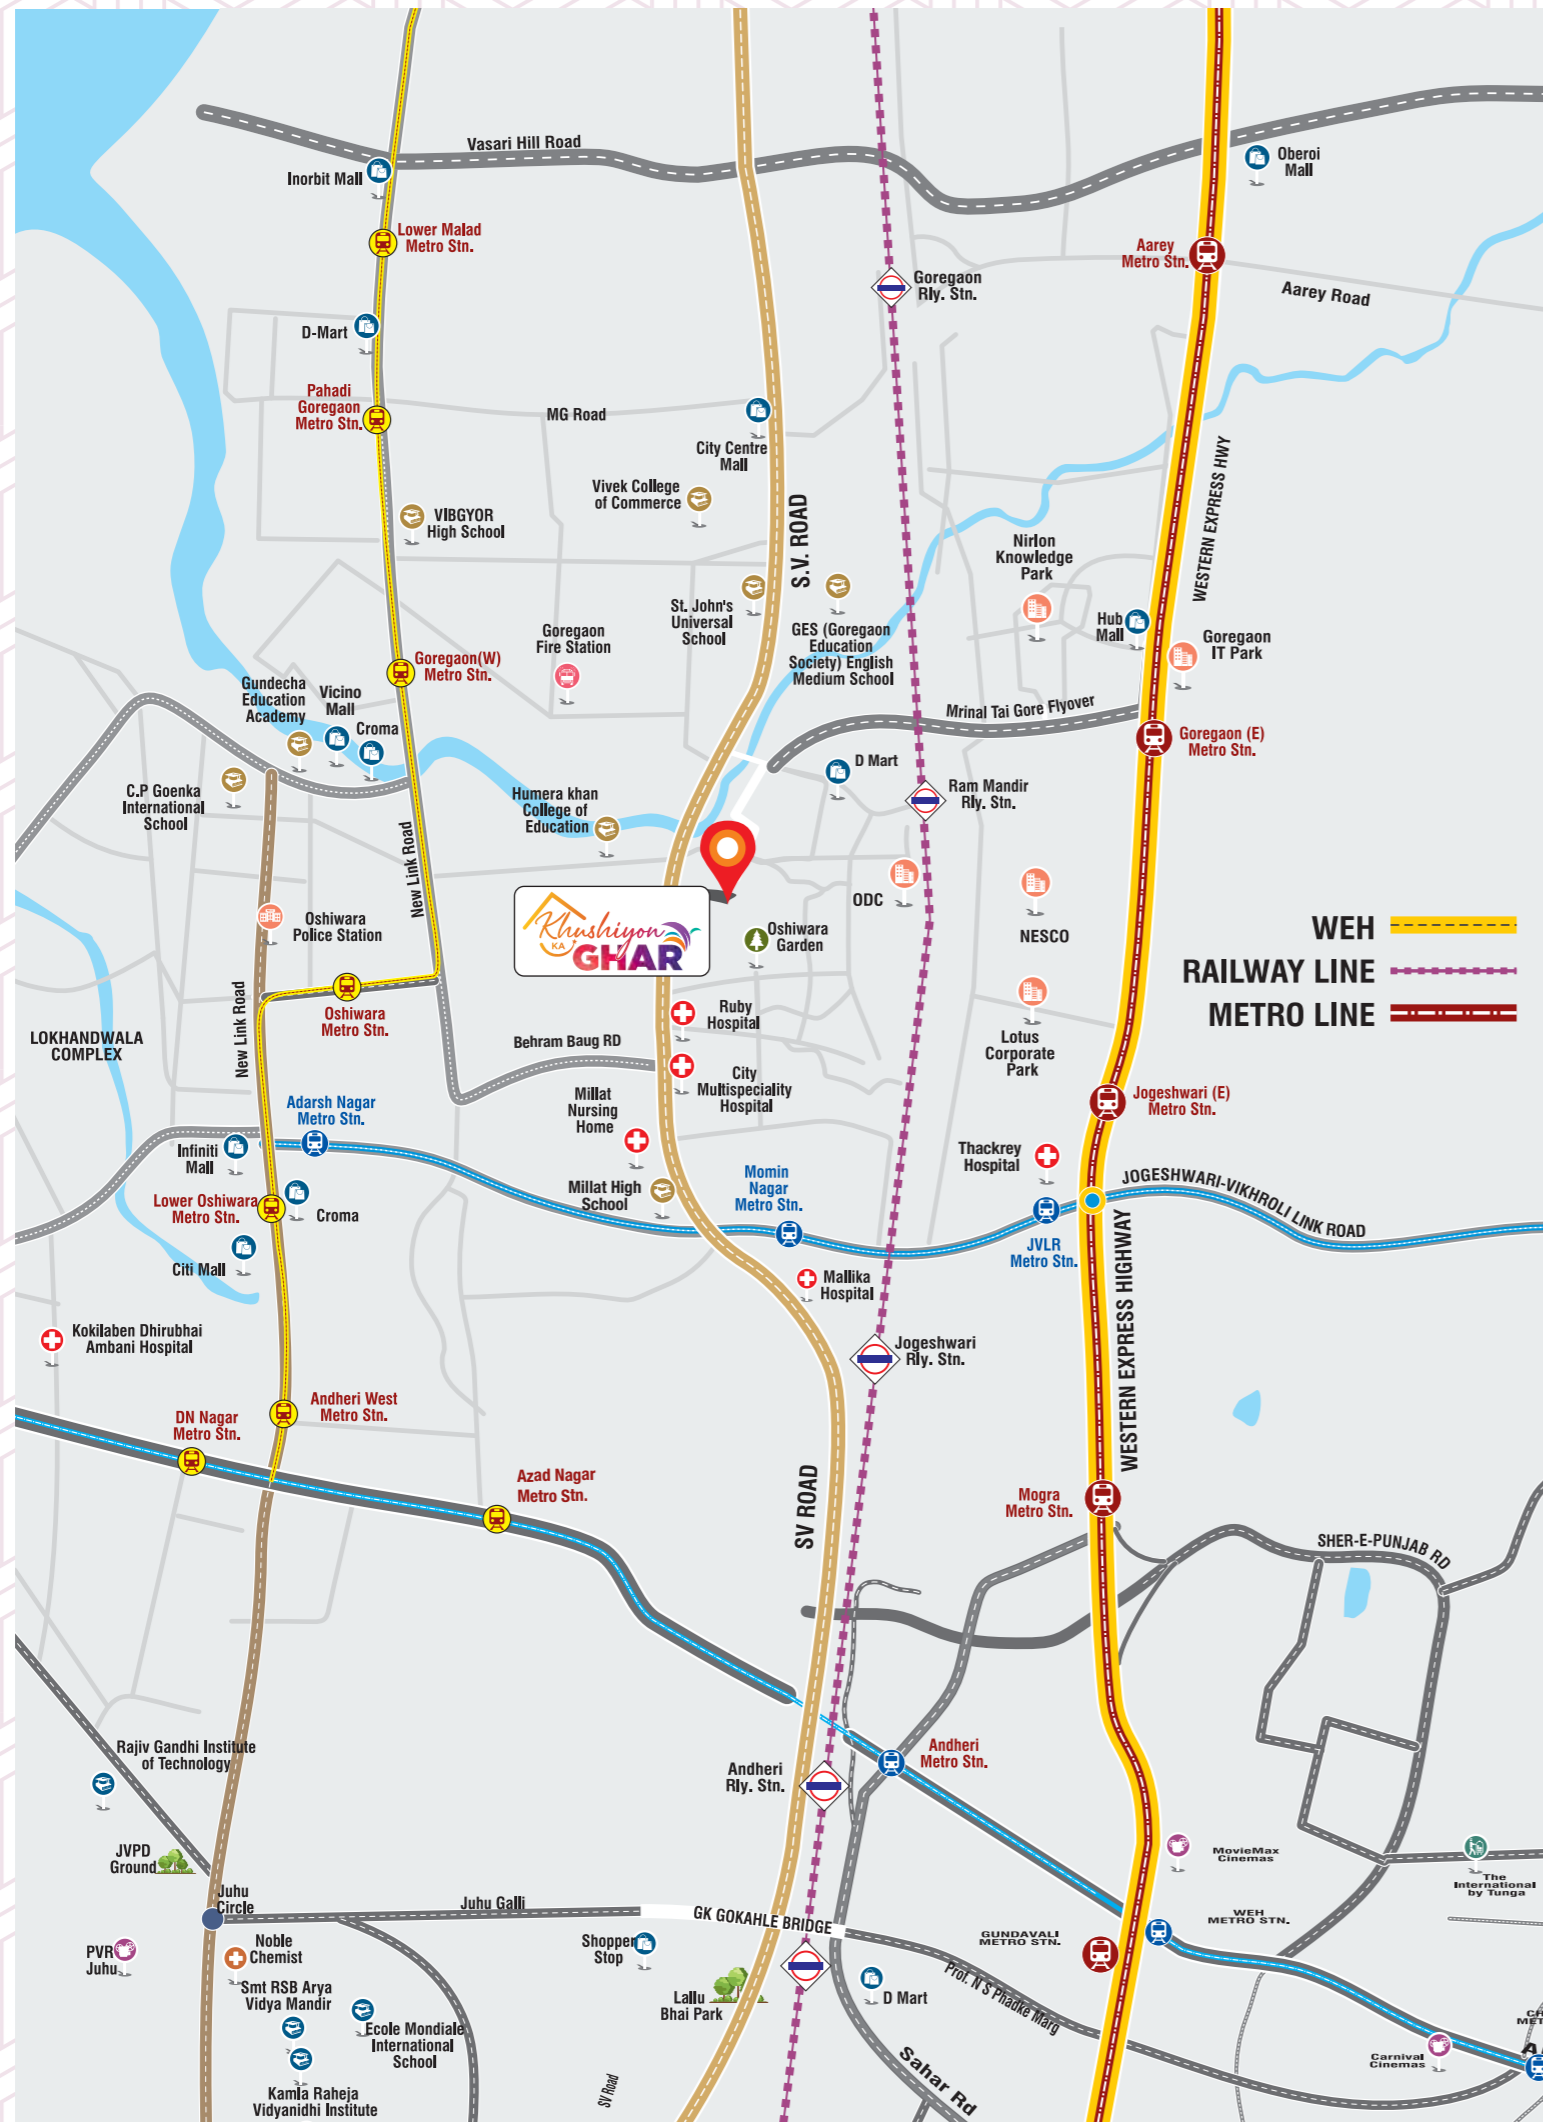 Vasari Hill Road
Inorbit Mall
Oberoi
Mall
Lower Malad
Metro Stn.
Aarey
Metro Stn.
Goregaon
Rly. Stn.
Aarey Road
D-Mart
Pahadi
Goregaon
Metro Stn.
MG Road
City Centre
Mall
WESTERN EXPRESS HWY
Vivek College
of Commerce
VIBGYOR
High School
S.V. ROAD
Nirlon
Knowledge
Park
St. John's
Universal
School
GES (Goregaon
Education
Society) English
Medium School
Hub
Mall
Goregaon
IT Park
Goregaon
Fire Station
Goregaon(W)
Metro Stn.
Gundecha
Education
Academy
Vicino
Mall
Croma
Mrinal Tai Gore Flyover
Goregaon (E)
Metro Stn.
D Mart
Ram Mandir
Rly. Stn.
C.P Goenka
International
School
Humera khan
College of
Education
New Link Road
ODC
NESCO
Khushiyon
KA
GHAR
Oshiwara
Garden
Oshiwara
Police Station
WEH
RAILWAY LINE
METRO LINE
Oshiwara
Metro Stn.
New Link Road
Ruby
Hospital
LOKHANDWALA
COMPLEX
Behram Baug RD
Lotus
Corporate
Park
City
Multispeciality
Hospital
Millat
Nursing
Home
Adarsh Nagar
Metro Stn.
Jogeshwari (E)
Metro Stn.
Infiniti
Mall
Thackrey
Hospital
Momin
Nagar
Metro Stn.
Millat High
School
JOGESHWARI-VIKHROLI LINK ROAD
Lower Oshiwara
Metro Stn.
Croma
JVLR
Metro Stn.
Citi Mall
Mallika
Hospital
WESTERN EXPRESS HIGHWAY
Kokilaben Dhirubhai
Ambani Hospital
Jogeshwari
Rly. Stn.
Andheri West
Metro Stn.
DN Nagar
Metro Stn.
Azad Nagar
Metro Stn.
SV ROAD
Mogra
Metro Stn.
SHER-E-PUNJAB RD
Rajiv Gandhi Institute
of Technology
Andheri
Rly. Stn.
Andheri
Metro Stn.
JVPD
Ground
MovieMax
Cinemas
The
International
by Tunga
Juhu
Circle
Juhu Galli
GK GOKAHLE BRIDGE
WEH
METRO STN.
GUNDAVALI
METRO STN.
PVR
Juhu
Noble
Chemist
Shopper
Stop
Prof. N S Phadke Marg
Smt RSB Arya
Vidya Mandir
Lallu
Bhai Park
D Mart
Ecole Mondiale
International
School
Carnival
Cinemas
CH
MET
A
Sahar Rd
SV Road
Kamla Raheja
Vidyanidhi Institute